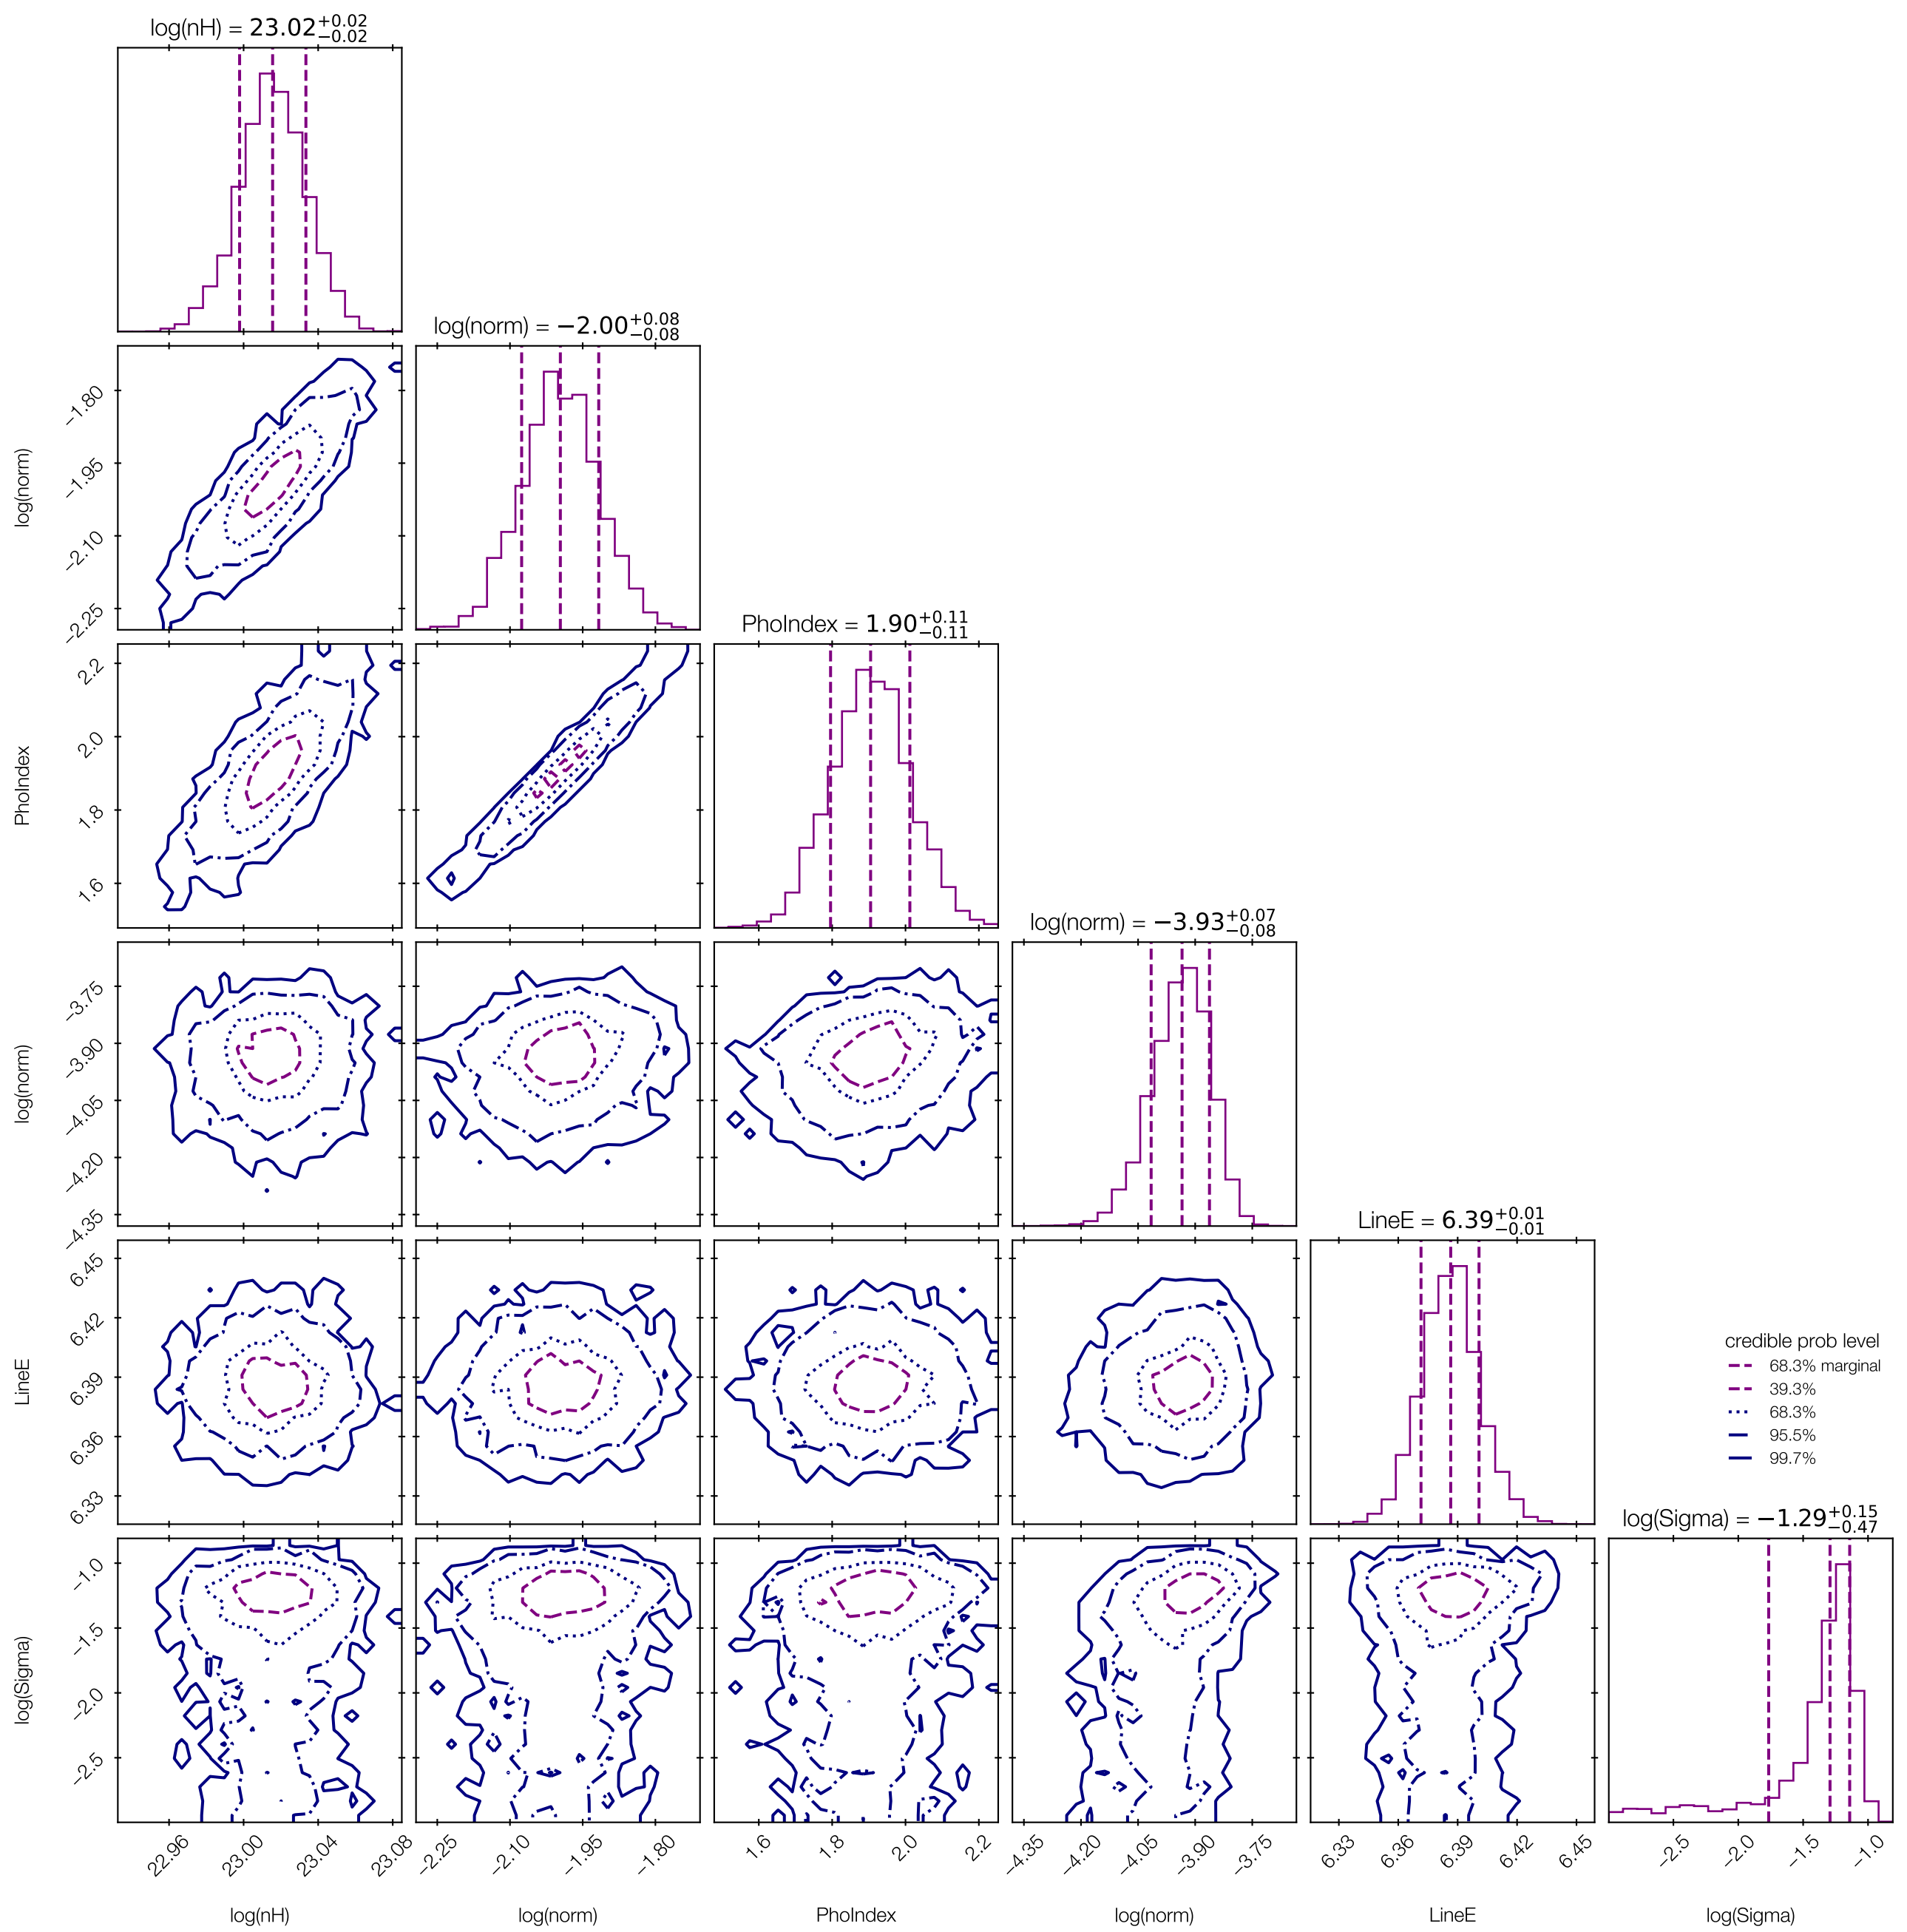 log(nH) = 23.02+0.02−0.02
log(norm) = −2.00+0.08−0.08
−1.80
−1.95
−2.10
−2.25
log(norm)
PhoIndex = 1.90+0.11−0.11
2.2
2.0
1.8
1.6
PhoIndex
log(norm) = −3.93+0.07−0.08
−3.75
−3.90
−4.05
−4.20
−4.35
log(norm)
LineE = 6.39+0.01−0.01
6.45
6.42
6.39
6.36
6.33
LineE
credible prob level
68.3% marginal
39.3%
68.3%
95.5%
99.7%
log(Sigma) = −1.29+0.15−0.47
−1.0
−1.5
−2.0
−2.5
log(Sigma)
22.96 23.00 23.04 23.08 −2.25 −2.10 −1.95 −1.80 1.6 1.8 2.0 2.2 −4.35 −4.20 −4.05 −3.90 −3.75 6.33 6.36 6.39 6.42 6.45 −2.5 −2.0 −1.5 −1.0
log(nH) log(norm) PhoIndex log(norm) LineE log(Sigma)